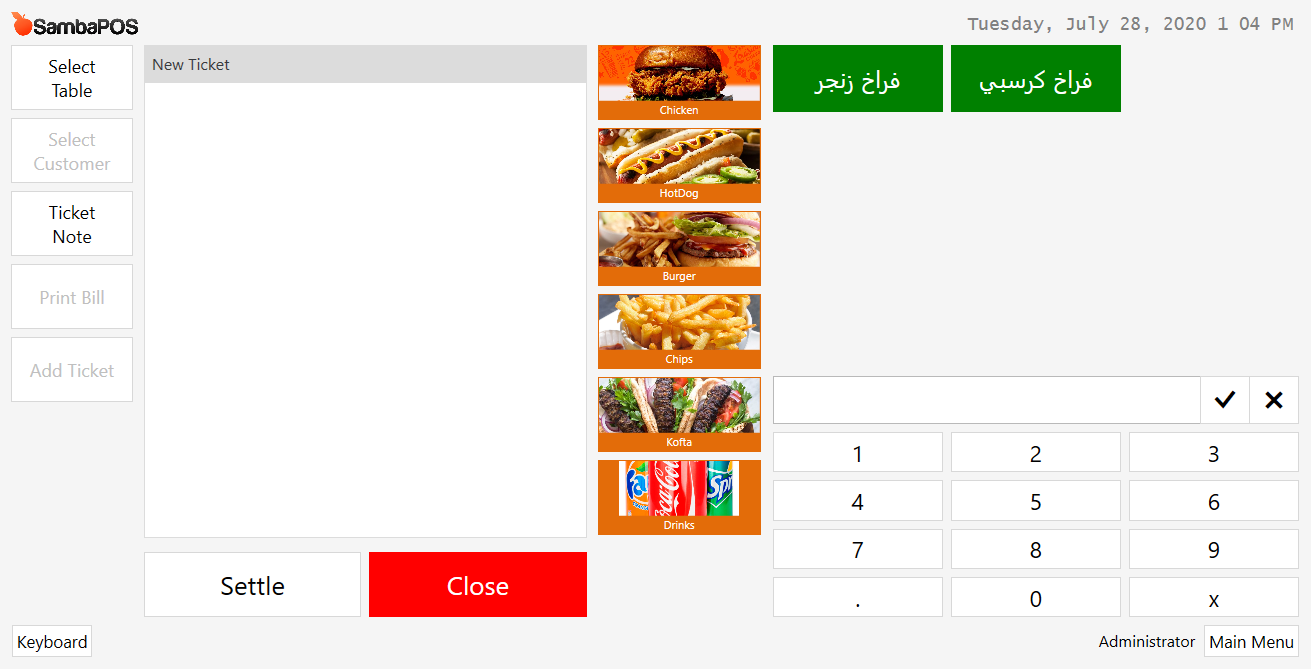 SambaPOS
Tuesday, July 28, 2020 1 04 PM
Select
Table
Select
Customer
Ticket
Note
Print Bill
Add Ticket
New Ticket
Settle
Close
Chicken
HotDog
Burger
Chips
Kofta
Drinks
فراخ زنجر
فراخ كرسبي
1
2
3
4
5
6
7
8
9
.
0
x
Keyboard
Administrator
Main Menu